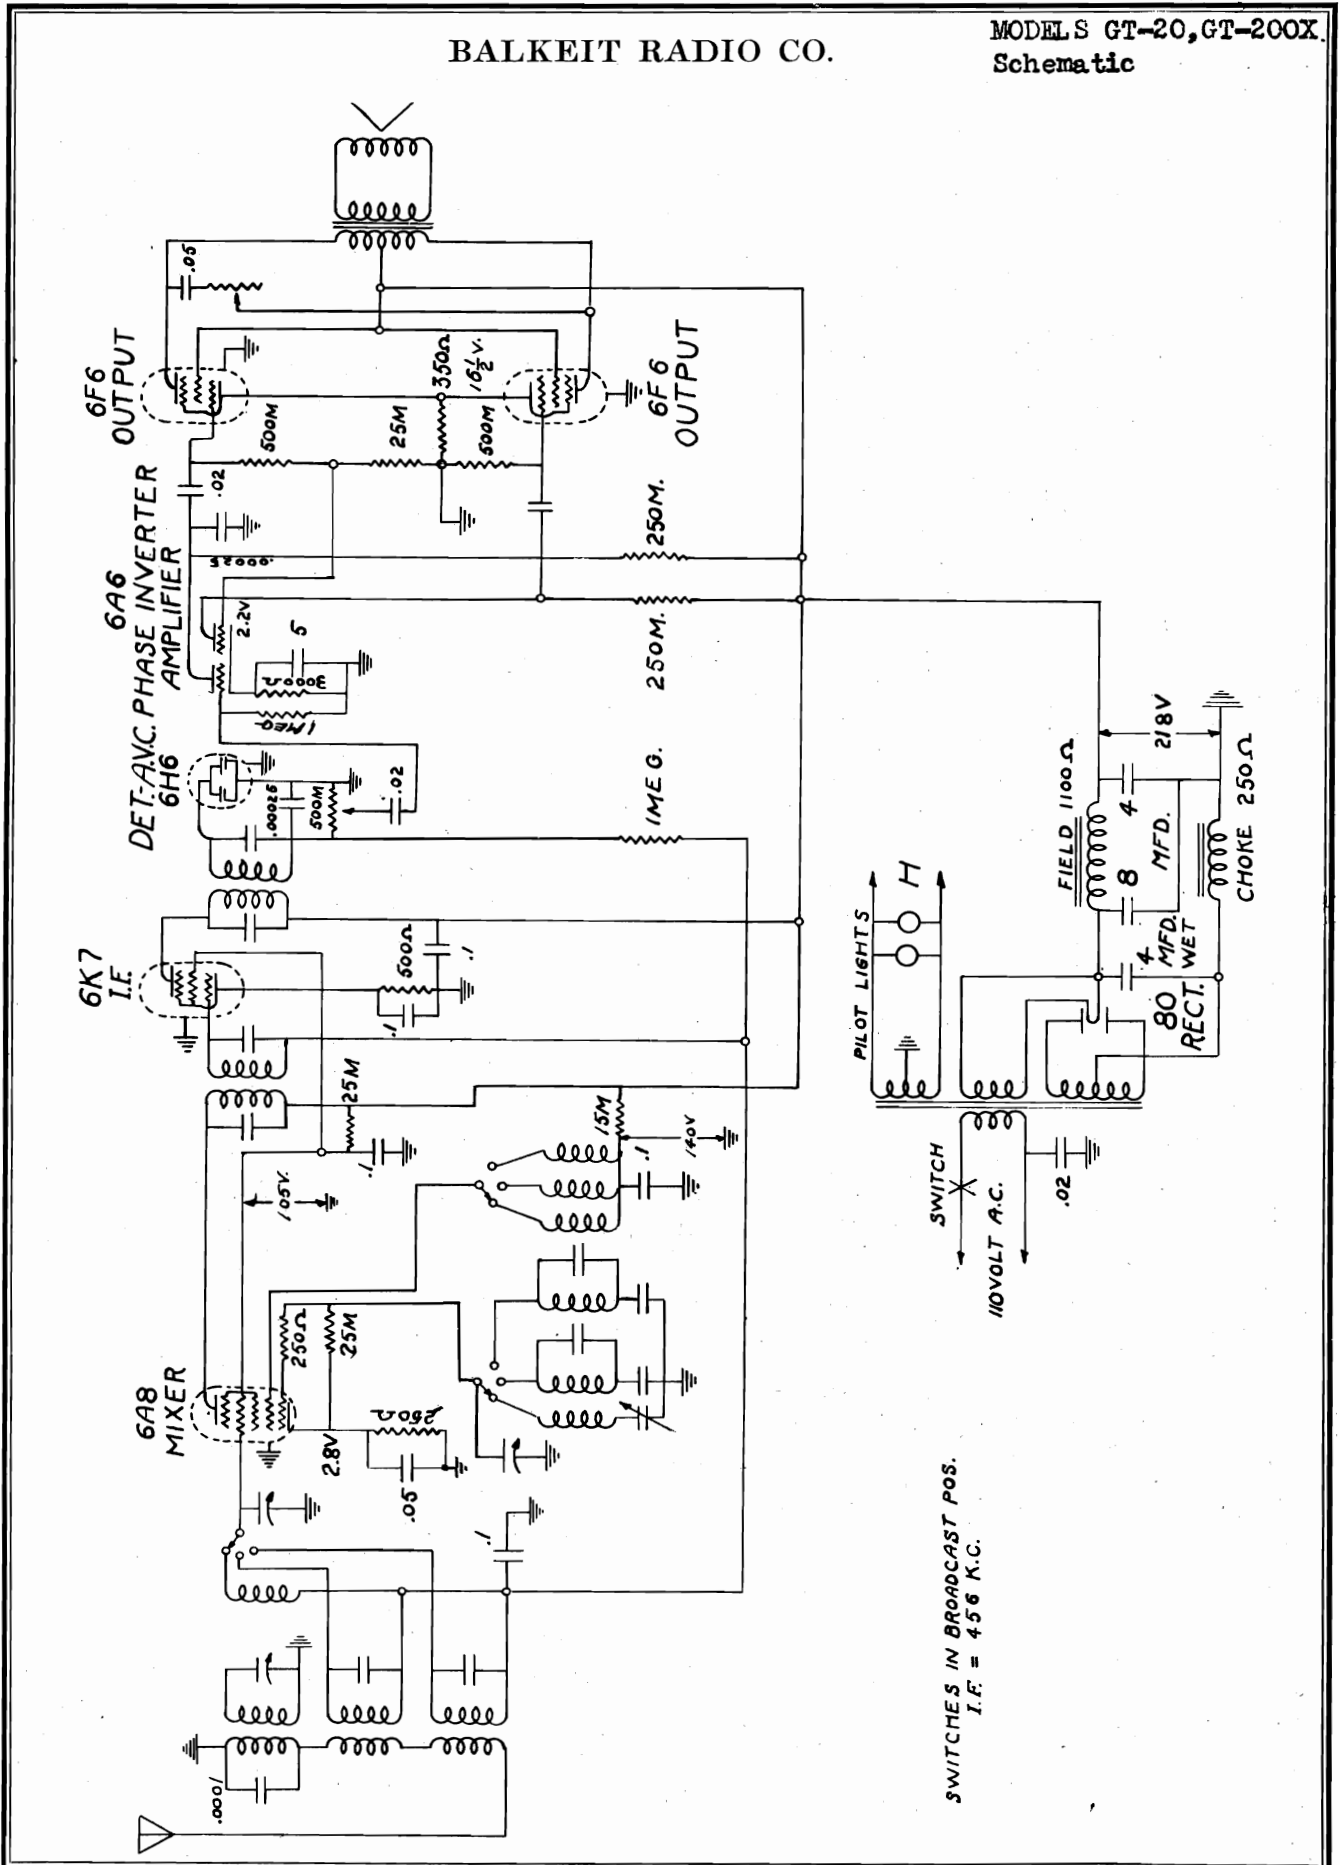 BALKEIT RADIO CO.
MODELS GT-20,GT-200X.
Schematic
.05
6F6
OUTPUT
350Ω
16½V.
6F6
OUTPUT
500M
25M
500M
.02
.00025
250M.
6A6
DET-A.V.C. PHASE INVERTER
AMPLIFIER
2.2V
5
3000Ω
1MEG
250M.
6H6
.00025
500M
.02
1MEG.
218V
FIELD 1100Ω
4
8
MFD.
CHOKE 250Ω
PILOT LIGHTS
H
6K7
I.F.
500Ω
.1
.1
4
MFD.
WET
80
RECT.
25M
.1
15M
140V
.1
105V.
SWITCH
110VOLT A.C.
.02
6A8
MIXER
250Ω
25M
2.8V
250Ω
.05
.1
.0001
SWITCHES IN BROADCAST POS.
I.F. = 456 K.C.